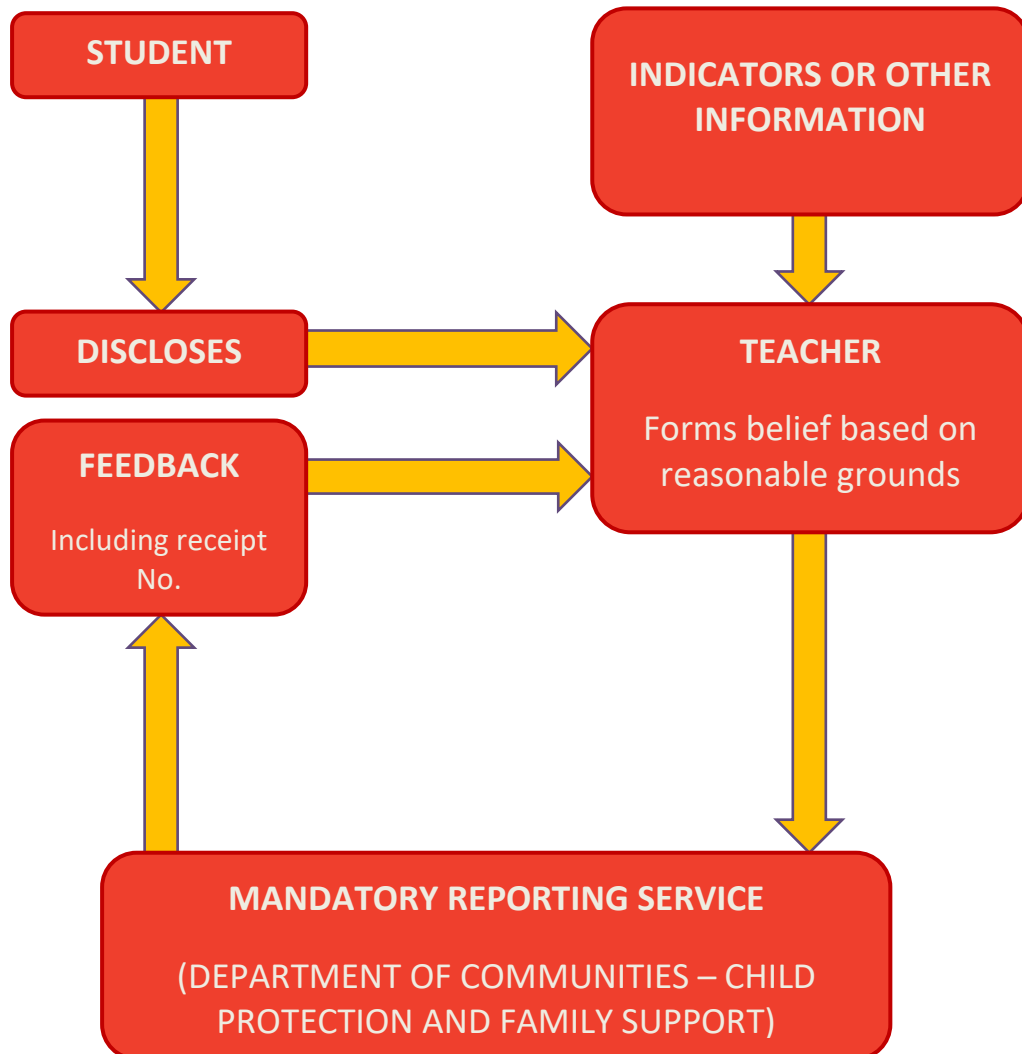 STUDENT
INDICATORS OR OTHER
INFORMATION
DISCLOSES
TEACHER
Forms belief based on
reasonable grounds
FEEDBACK
Including receipt
No.
MANDATORY REPORTING SERVICE
(DEPARTMENT OF COMMUNITIES – CHILD
PROTECTION AND FAMILY SUPPORT)